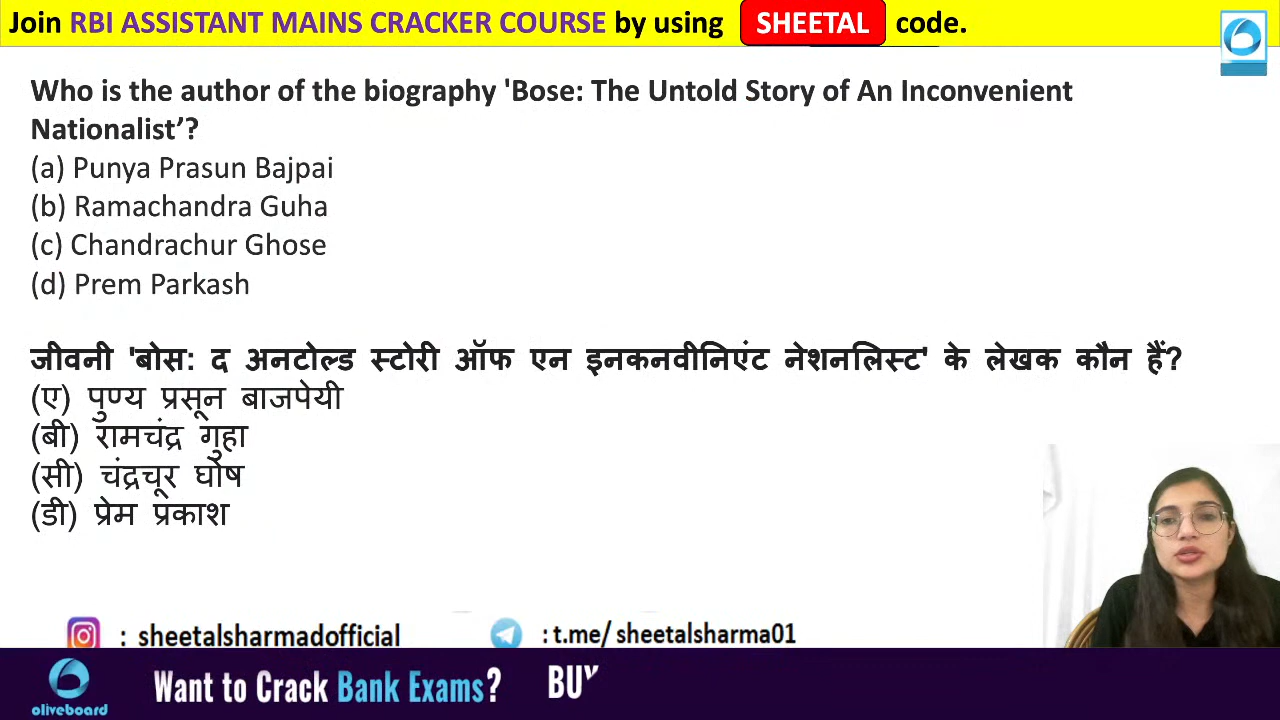 Join RBI ASSISTANT MAINS CRACKER COURSE by using SHEETAL code.
Who is the author of the biography 'Bose: The Untold Story of An Inconvenient
Nationalist’?
(a) Punya Prasun Bajpai
(b) Ramachandra Guha
(c) Chandrachur Ghose
(d) Prem Parkash
जीवनी 'बोस: द अनटोल्ड स्टोरी ऑफ एन इनकनवीनिएंट नेशनलिस्ट' के लेखक कौन हैं?
(ए) पुण्य प्रसून बाजपेयी
(बी) रामचंद्र गुहा
(सी) चंद्रचूर घोष
(डी) प्रेम प्रकाश
: sheetalsharmadofficial : t.me/ sheetalsharma01
Want to Crack Bank Exams? BUY
oliveboard